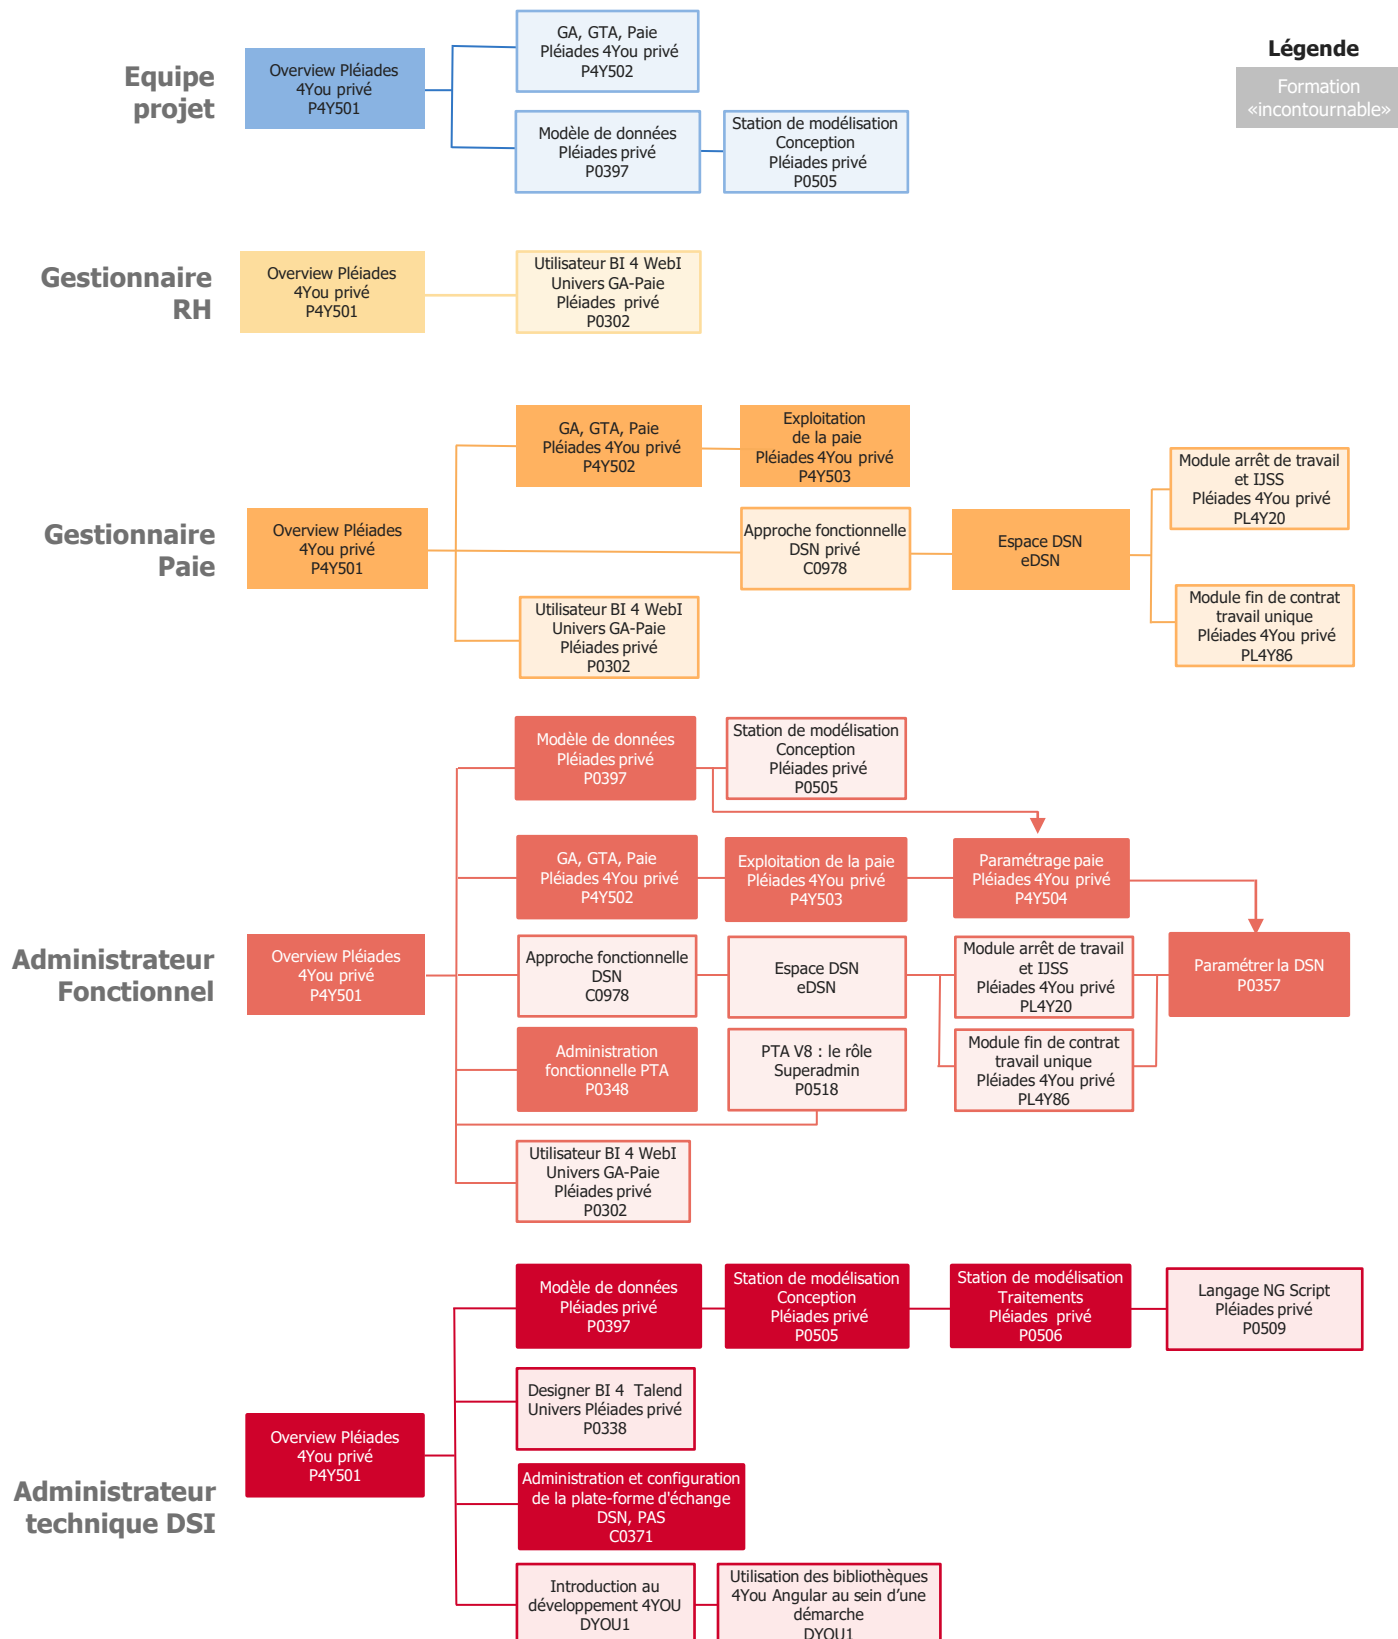 Légende
Formation
«incontournable»
Equipe
projet
Overview Pléiades
4You privé
P4Y501
GA, GTA, Paie
Pléiades 4You privé
P4Y502
Modèle de données
Pléiades privé
P0397
Station de modélisation
Conception
Pléiades privé
P0505
Gestionnaire
RH
Overview Pléiades
4You privé
P4Y501
Utilisateur BI 4 WebI
Univers GA-Paie
Pléiades privé
P0302
Gestionnaire
Paie
Overview Pléiades
4You privé
P4Y501
GA, GTA, Paie
Pléiades 4You privé
P4Y502
Exploitation
de la paie
Pléiades 4You privé
P4Y503
Approche fonctionnelle
DSN privé
C0978
Espace DSN
eDSN
Module arrêt de travail
et IJSS
Pléiades 4You privé
PL4Y20
Module fin de contrat
travail unique
Pléiades 4You privé
PL4Y86
Utilisateur BI 4 WebI
Univers GA-Paie
Pléiades privé
P0302
Administrateur
Fonctionnel
Overview Pléiades
4You privé
P4Y501
Modèle de données
Pléiades privé
P0397
Station de modélisation
Conception
Pléiades privé
P0505
GA, GTA, Paie
Pléiades 4You privé
P4Y502
Exploitation de la paie
Pléiades 4You privé
P4Y503
Paramétrage paie
Pléiades 4You privé
P4Y504
Approche fonctionnelle
DSN
C0978
Espace DSN
eDSN
Module arrêt de travail
et IJSS
Pléiades 4You privé
PL4Y20
Paramétrer la DSN
P0357
Administration
fonctionnelle PTA
P0348
PTA V8 : le rôle
Superadmin
P0518
Module fin de contrat
travail unique
Pléiades 4You privé
PL4Y86
Utilisateur BI 4 WebI
Univers GA-Paie
Pléiades privé
P0302
Administrateur
technique DSI
Overview Pléiades
4You privé
P4Y501
Modèle de données
Pléiades privé
P0397
Station de modélisation
Conception
Pléiades privé
P0505
Station de modélisation
Traitements
Pléiades privé
P0506
Langage NG Script
Pléiades privé
P0509
Designer BI 4 Talend
Univers Pléiades privé
P0338
Administration et configuration
de la plate-forme d'échange
DSN, PAS
C0371
Introduction au
développement 4YOU
DYOU1
Utilisation des bibliothèques
4You Angular au sein d’une
démarche
DYOU1